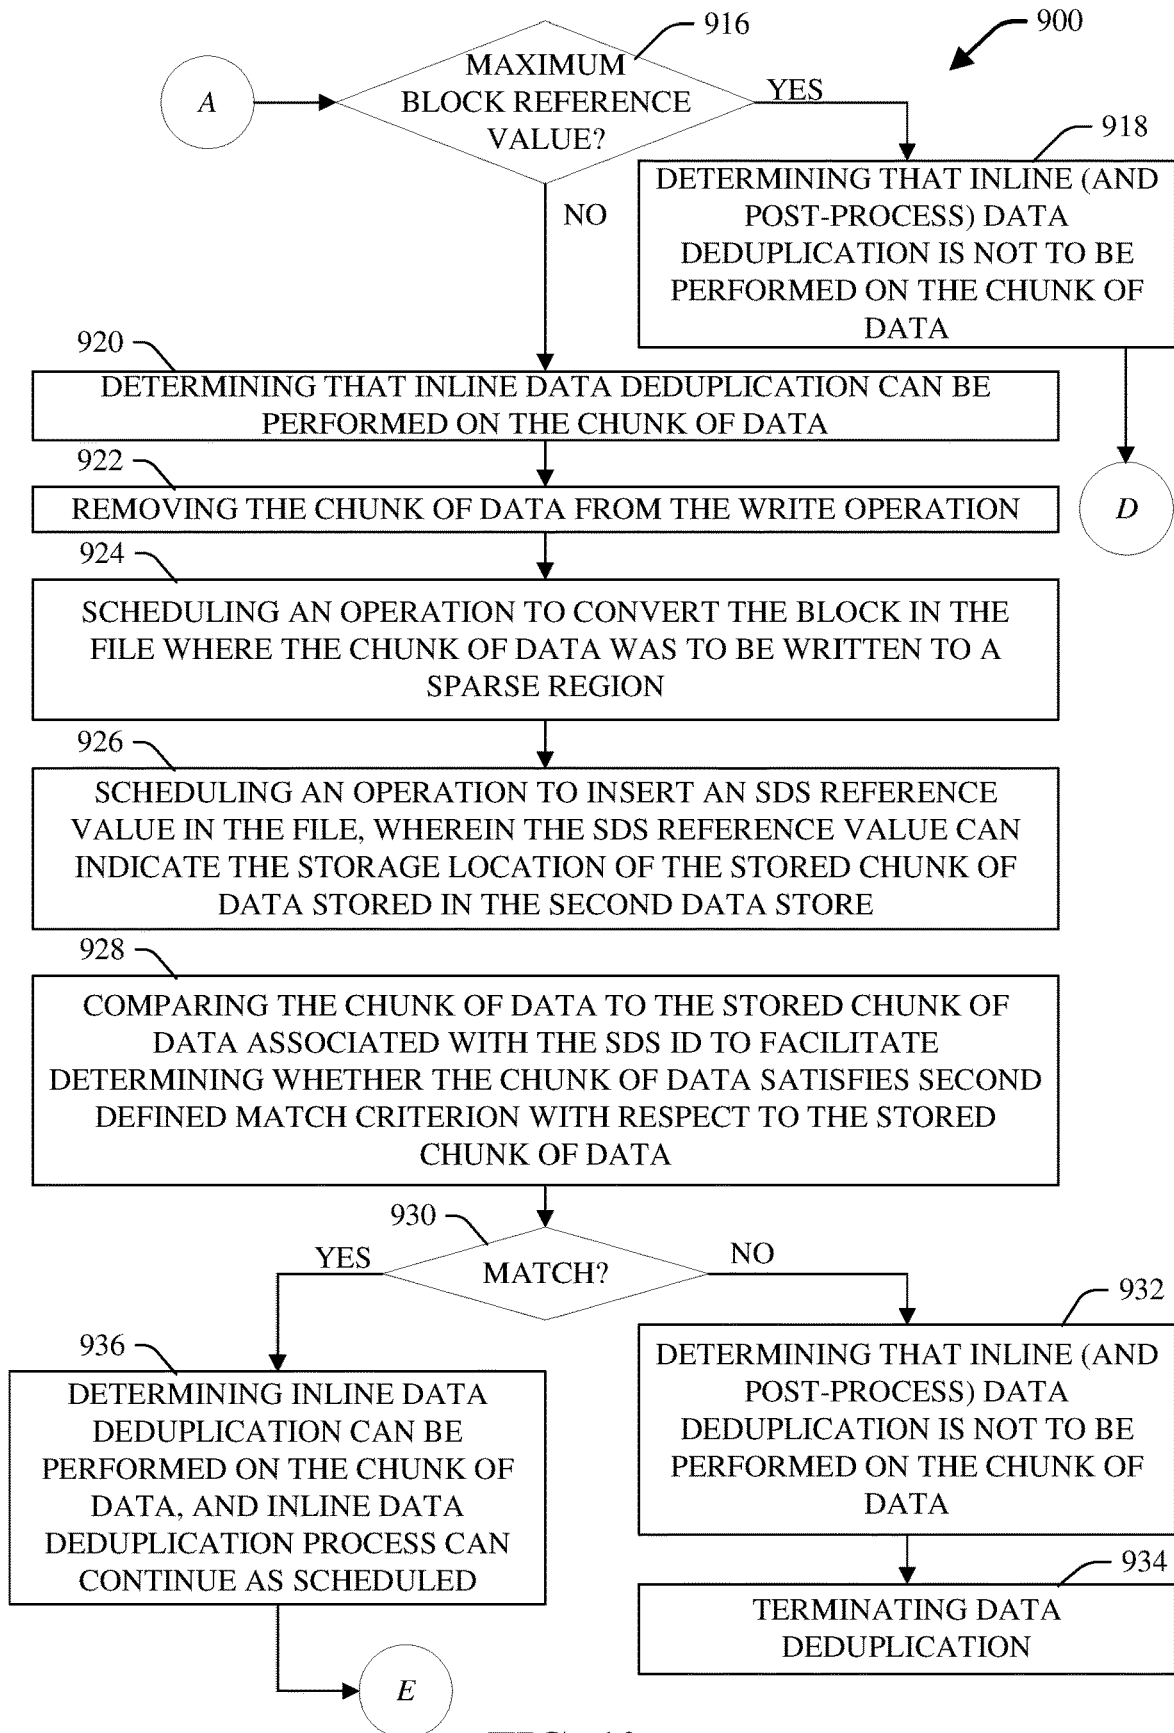 916
900
A
MAXIMUM
BLOCK REFERENCE
VALUE?
YES
918
NO
DETERMINING THAT INLINE (AND
POST-PROCESS) DATA
DEDUPLICATION IS NOT TO BE
PERFORMED ON THE CHUNK OF
DATA
920
DETERMINING THAT INLINE DATA DEDUPLICATION CAN BE
PERFORMED ON THE CHUNK OF DATA
922
REMOVING THE CHUNK OF DATA FROM THE WRITE OPERATION
D
924
SCHEDULING AN OPERATION TO CONVERT THE BLOCK IN THE
FILE WHERE THE CHUNK OF DATA WAS TO BE WRITTEN TO A
SPARSE REGION
926
SCHEDULING AN OPERATION TO INSERT AN SDS REFERENCE
VALUE IN THE FILE, WHEREIN THE SDS REFERENCE VALUE CAN
INDICATE THE STORAGE LOCATION OF THE STORED CHUNK OF
DATA STORED IN THE SECOND DATA STORE
928
COMPARING THE CHUNK OF DATA TO THE STORED CHUNK OF
DATA ASSOCIATED WITH THE SDS ID TO FACILITATE
DETERMINING WHETHER THE CHUNK OF DATA SATISFIES SECOND
DEFINED MATCH CRITERION WITH RESPECT TO THE STORED
CHUNK OF DATA
930
YES
MATCH?
NO
932
DETERMINING THAT INLINE (AND
POST-PROCESS) DATA
DEDUPLICATION IS NOT TO BE
PERFORMED ON THE CHUNK OF
DATA
936
DETERMINING INLINE DATA
DEDUPLICATION CAN BE
PERFORMED ON THE CHUNK OF
DATA, AND INLINE DATA
DEDUPLICATION PROCESS CAN
CONTINUE AS SCHEDULED
934
TERMINATING DATA
DEDUPLICATION
E